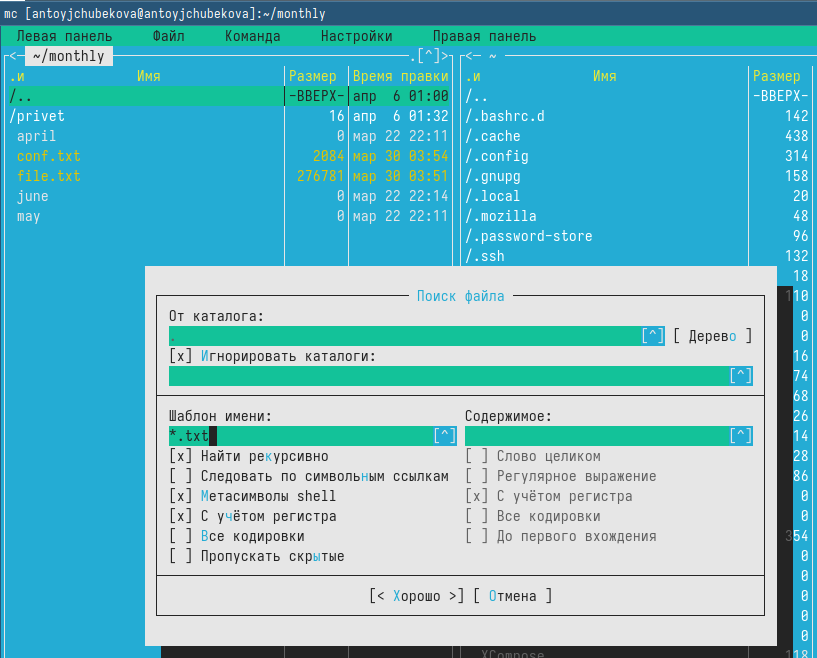 mc [antoyjchubekova@antoyjchubekova]:~/monthly
Левая панель Файл Команда Настройки Правая панель
<- ~/monthly .[^]> <- ~
.и Имя Размер Время правки .и Имя Размер
/.. -ВВЕРХ- апр 6 01:00 /.. -ВВЕРХ-
/privet 16 апр 6 01:32 /.bashrc.d 142
april 0 мар 22 22:11 /.cache 438
conf.txt 2084 мар 30 03:54 /.config 314
file.txt 276781 мар 30 03:51 /.gnupg 158
june 0 мар 22 22:14 /.local 20
may 0 мар 22 22:11 /.mozilla 48
/.password-store 96
/.ssh 132
18
Поиск файла 110
От каталога: 0
. [^] [ Дерево ] 0
[x] Игнорировать каталоги: 16
[^] 74
68
Шаблон имени: Содержимое: 26
*.txt [^] [^] 14
[x] Найти рекурсивно [ ] Слово целиком 28
[ ] Следовать по символьным ссылкам [ ] Регулярное выражение 86
[x] Метасимволы shell [x] С учётом регистра 0
[x] С учётом регистра [ ] Все кодировки 0
[ ] Все кодировки [ ] До первого вхождения 354
[ ] Пропускать скрытые 0
0
[< Хорошо >] [ Отмена ] 0
0
0
XCompose 118